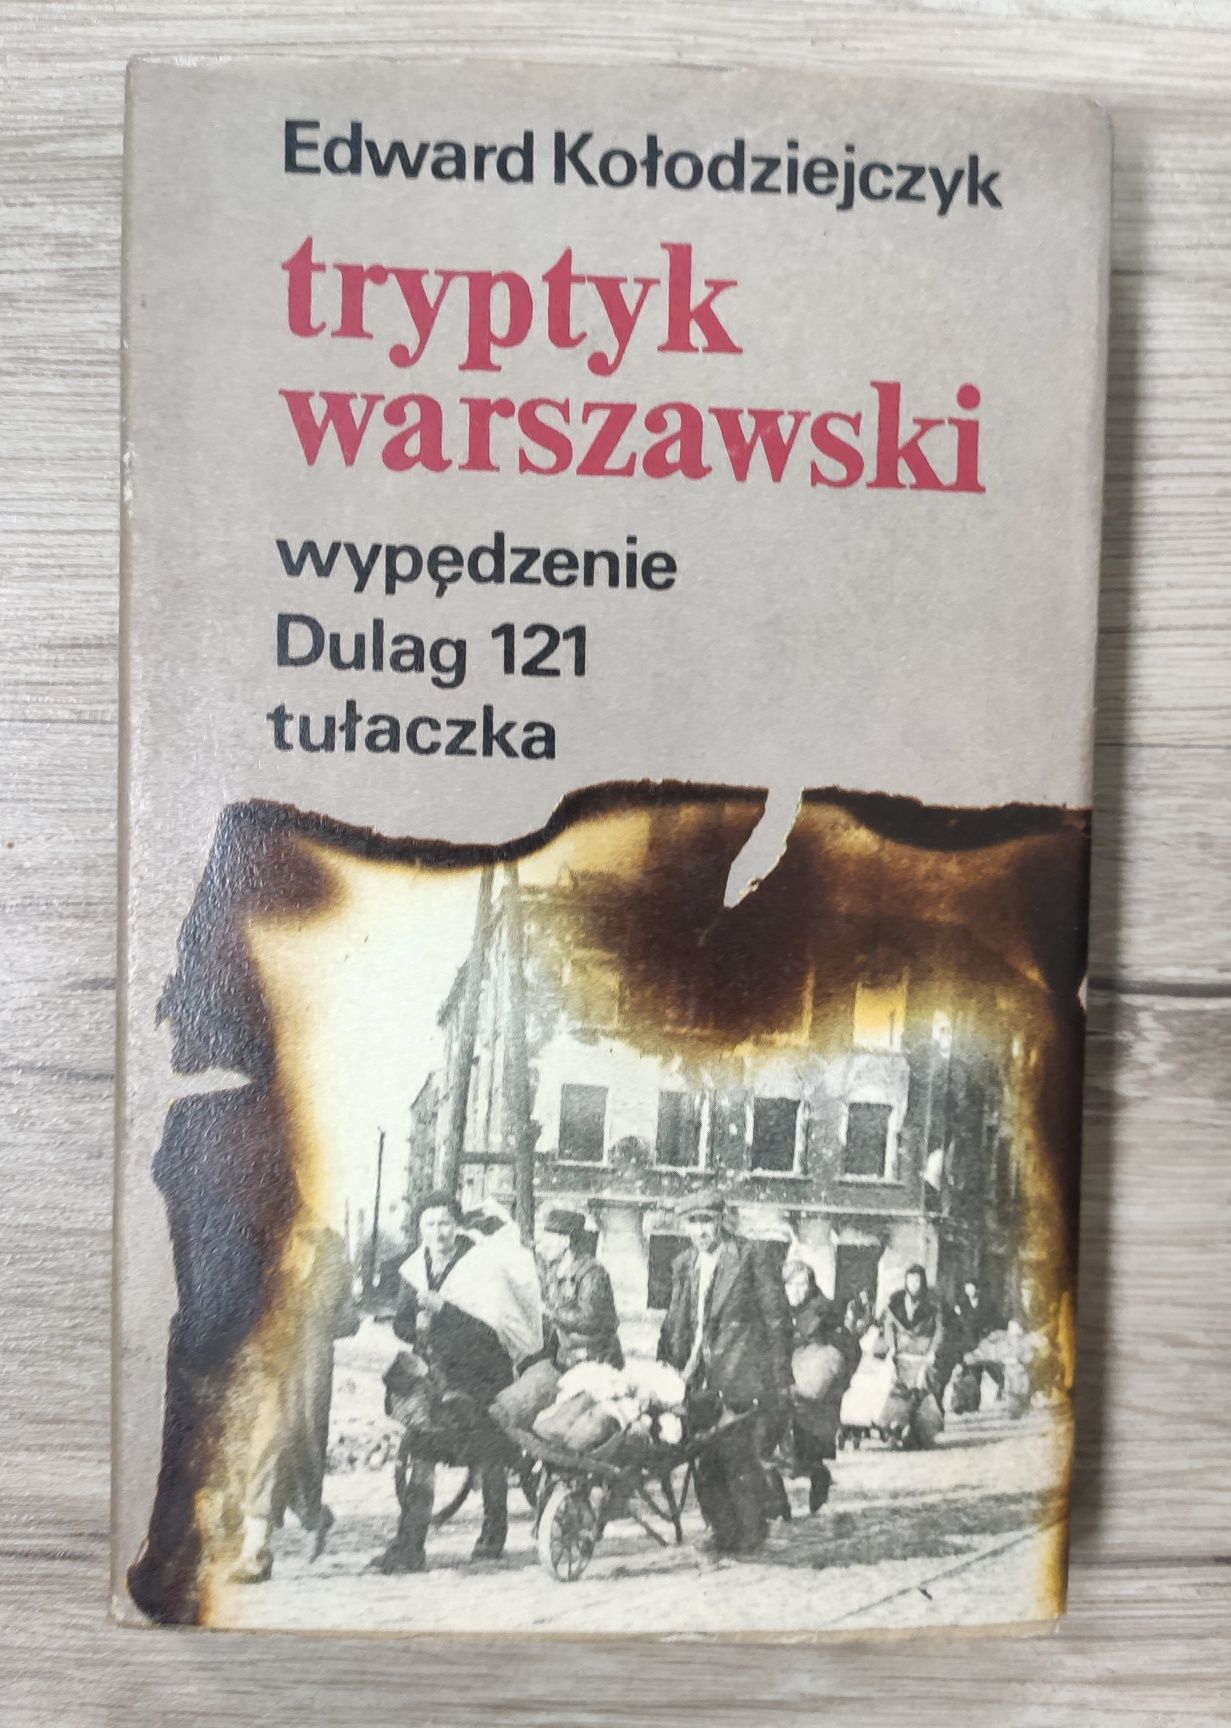 Edward Kołodziejczyk
tryptyk
warszawski
wypędzenie
Dulag 121
tułaczka